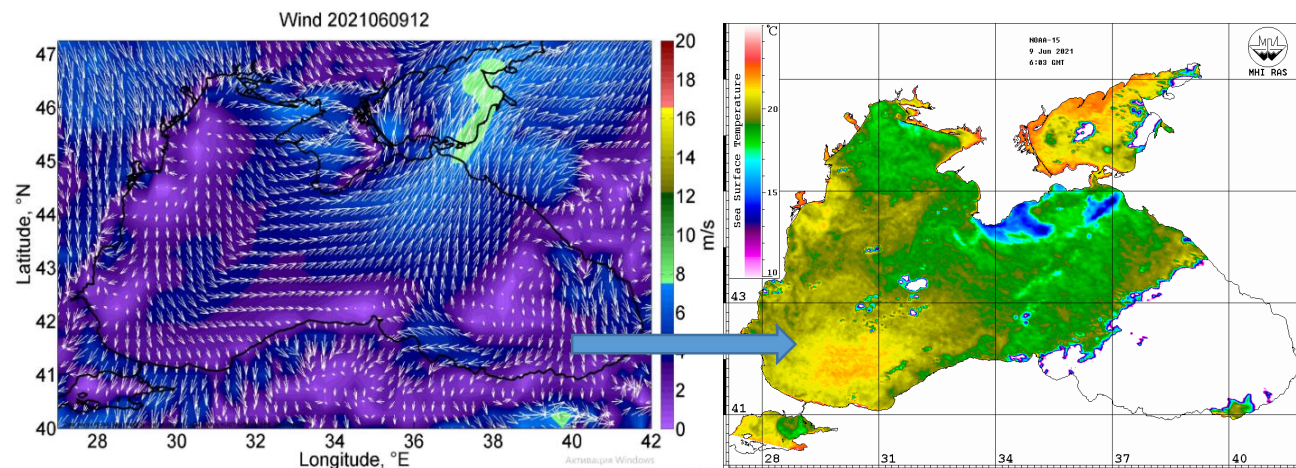 Wind 2021060912
47
46
45
44
43
42
41
40
Latitude, °N
28 30 32 34 36 38 40 42
Longitude, °E
20
18
16
14
12
10
8
6
4
2
0
m/s
Активация Windows
°C
20
15
10
Sea Surface Temperature
NOAA-15
9 Jun 2021
6:03 GMT
МГИ
MHI RAS
43
41
28 31 34 37 40